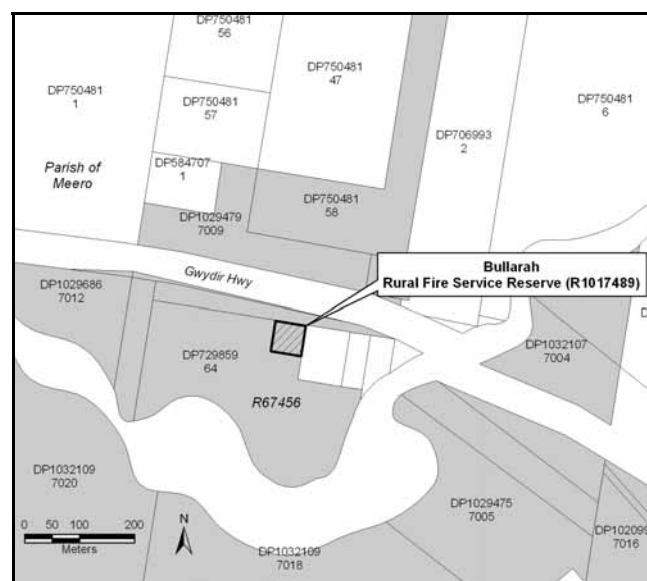 DP750481
56
DP750481
1
DP750481
47
DP750481
6
DP750481
57
DP706993
2
Parish of
Meero
DP584707
1
DP750481
58
DP1029479
7009
Gwydir Hwy
Bullarah
Rural Fire Service Reserve (R1017489)
DP1029686
7012
DP729859
64
DP1032107
7004
R67456
DP1032109
7020
DP1029475
7005
0 50 100 200
Meters
N
DP1032109
7018
DP102099
7016